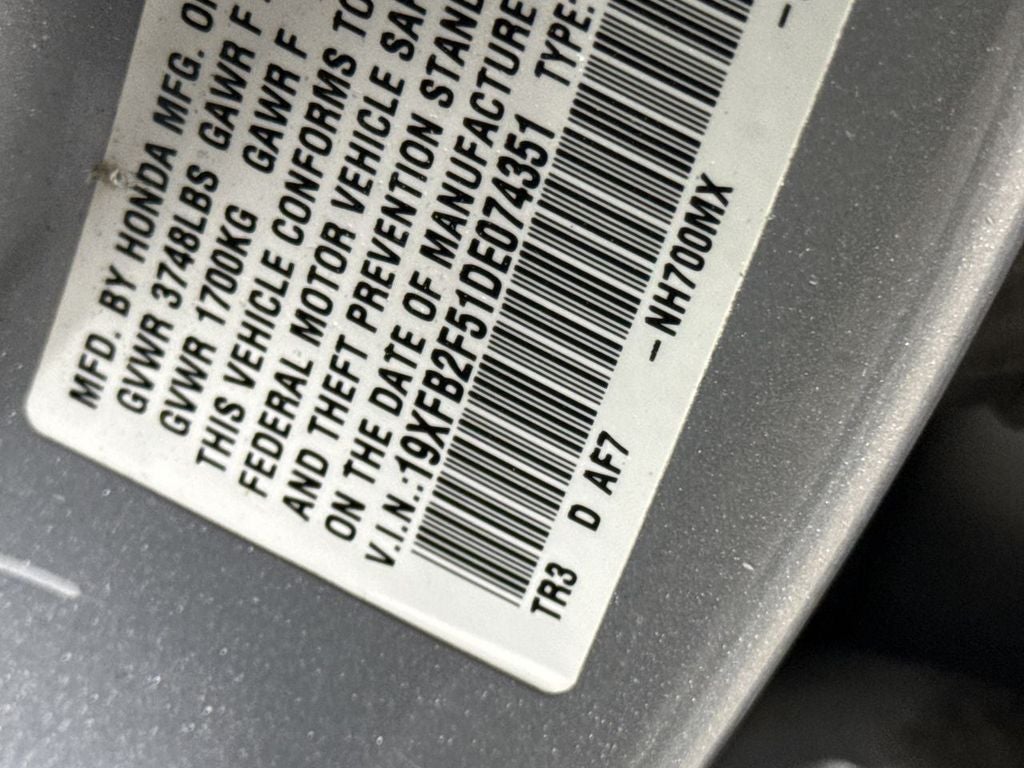 MFD. BY HONDA MFG. O
GVWR 3748LBS GAWR F
GVWR 1700KG GAWR F
THIS VEHICLE CONFORMS TO
FEDERAL MOTOR VEHICLE SAF
AND THEFT PREVENTION STAND
ON THE DATE OF MANUFACTURE
V.I.N.:19XFB2F51DE074351 TYPE:
-NH700MX -
TR3 D AF7